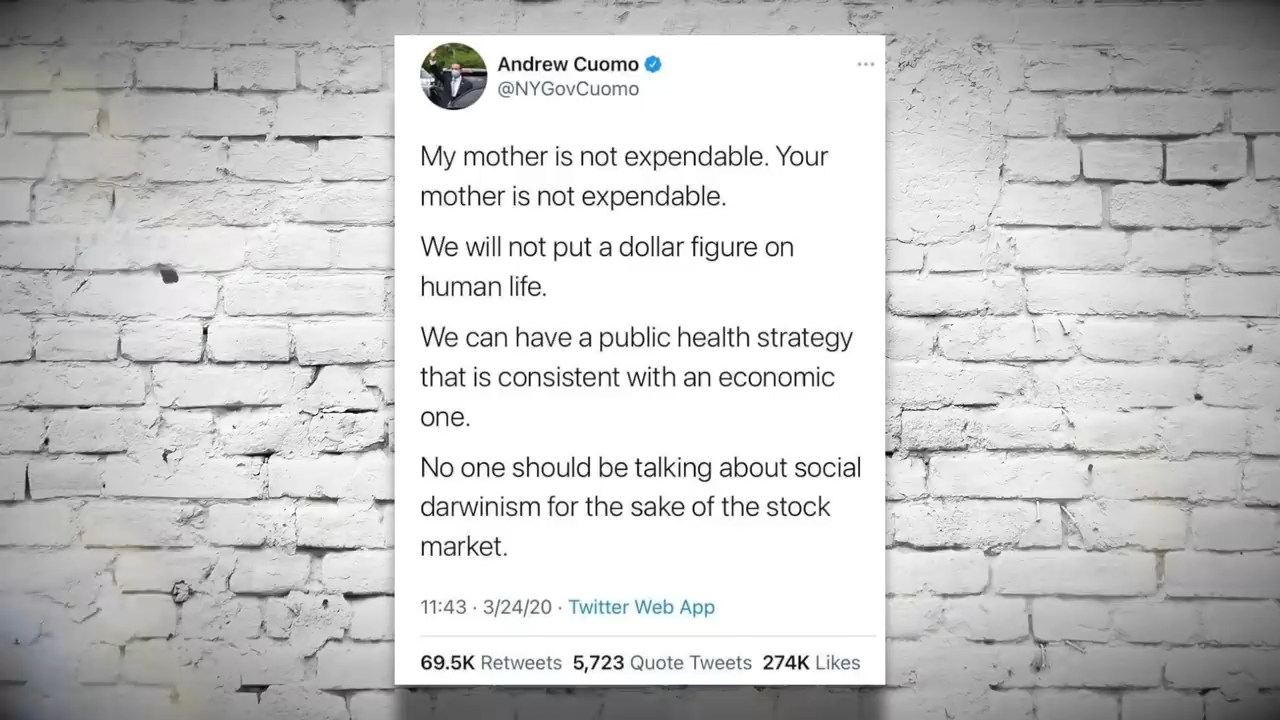 Andrew Cuomo
@NYGovCuomo
My mother is not expendable. Your
mother is not expendable.
We will not put a dollar figure on
human life.
We can have a public health strategy
that is consistent with an economic
one.
No one should be talking about social
darwinism for the sake of the stock
market.
11:43 · 3/24/20 · Twitter Web App
69.5K Retweets 5,723 Quote Tweets 274K Likes